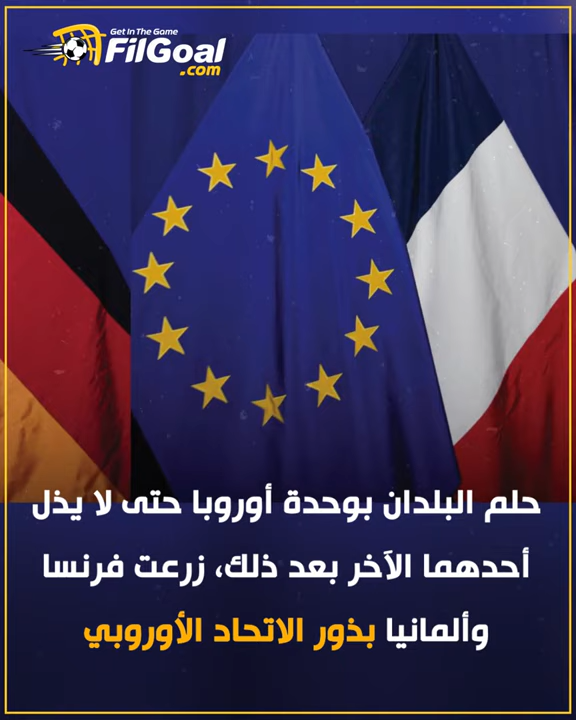 Get In The Game
FilGoal
.com
حلم البلدان بوحدة أوروبا حتى لا يذل
أحدهما الآخر بعد ذلك، زرعت فرنسا
وألمانيا بذور الاتحاد الأوروبي